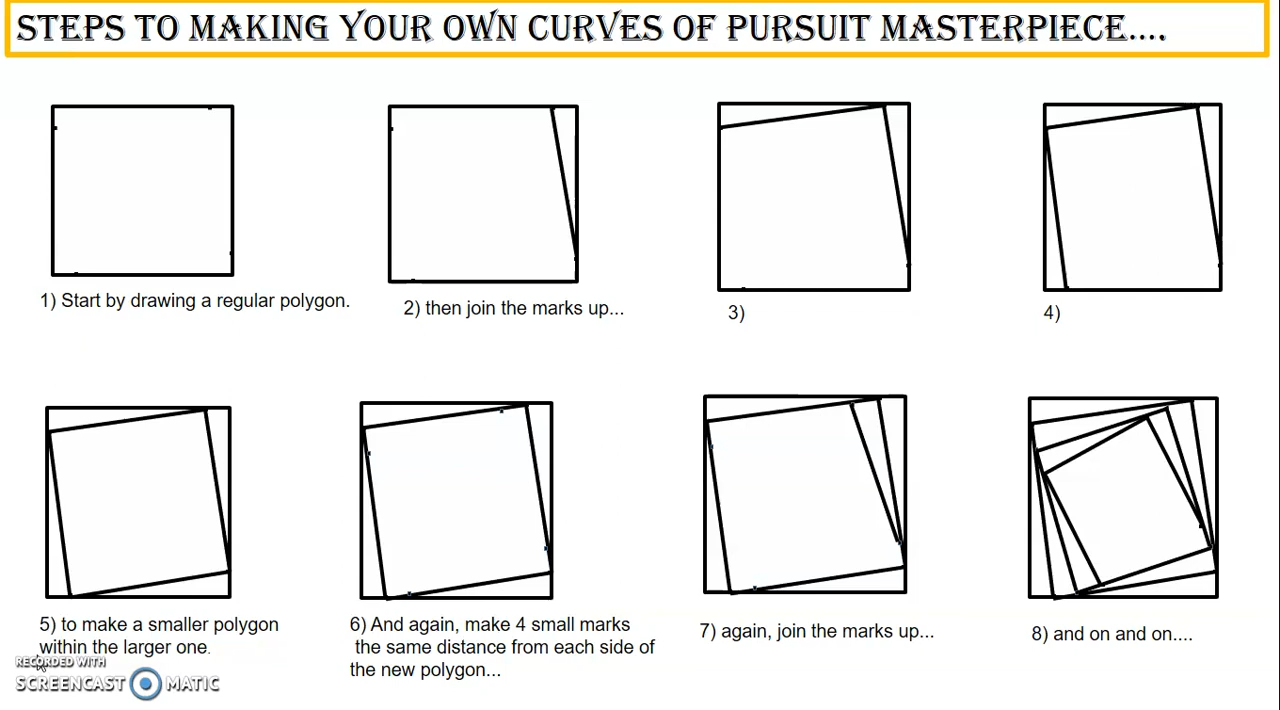 STEPS TO MAKING YOUR OWN CURVES OF PURSUIT MASTERPIECE....
1) Start by drawing a regular polygon.
2) then join the marks up...
3)
4)
5) to make a smaller polygon
within the larger one.
6) And again, make 4 small marks
the same distance from each side of
the new polygon...
7) again, join the marks up...
8) and on and on....
RECORDED WITH
SCREENCAST MATIC